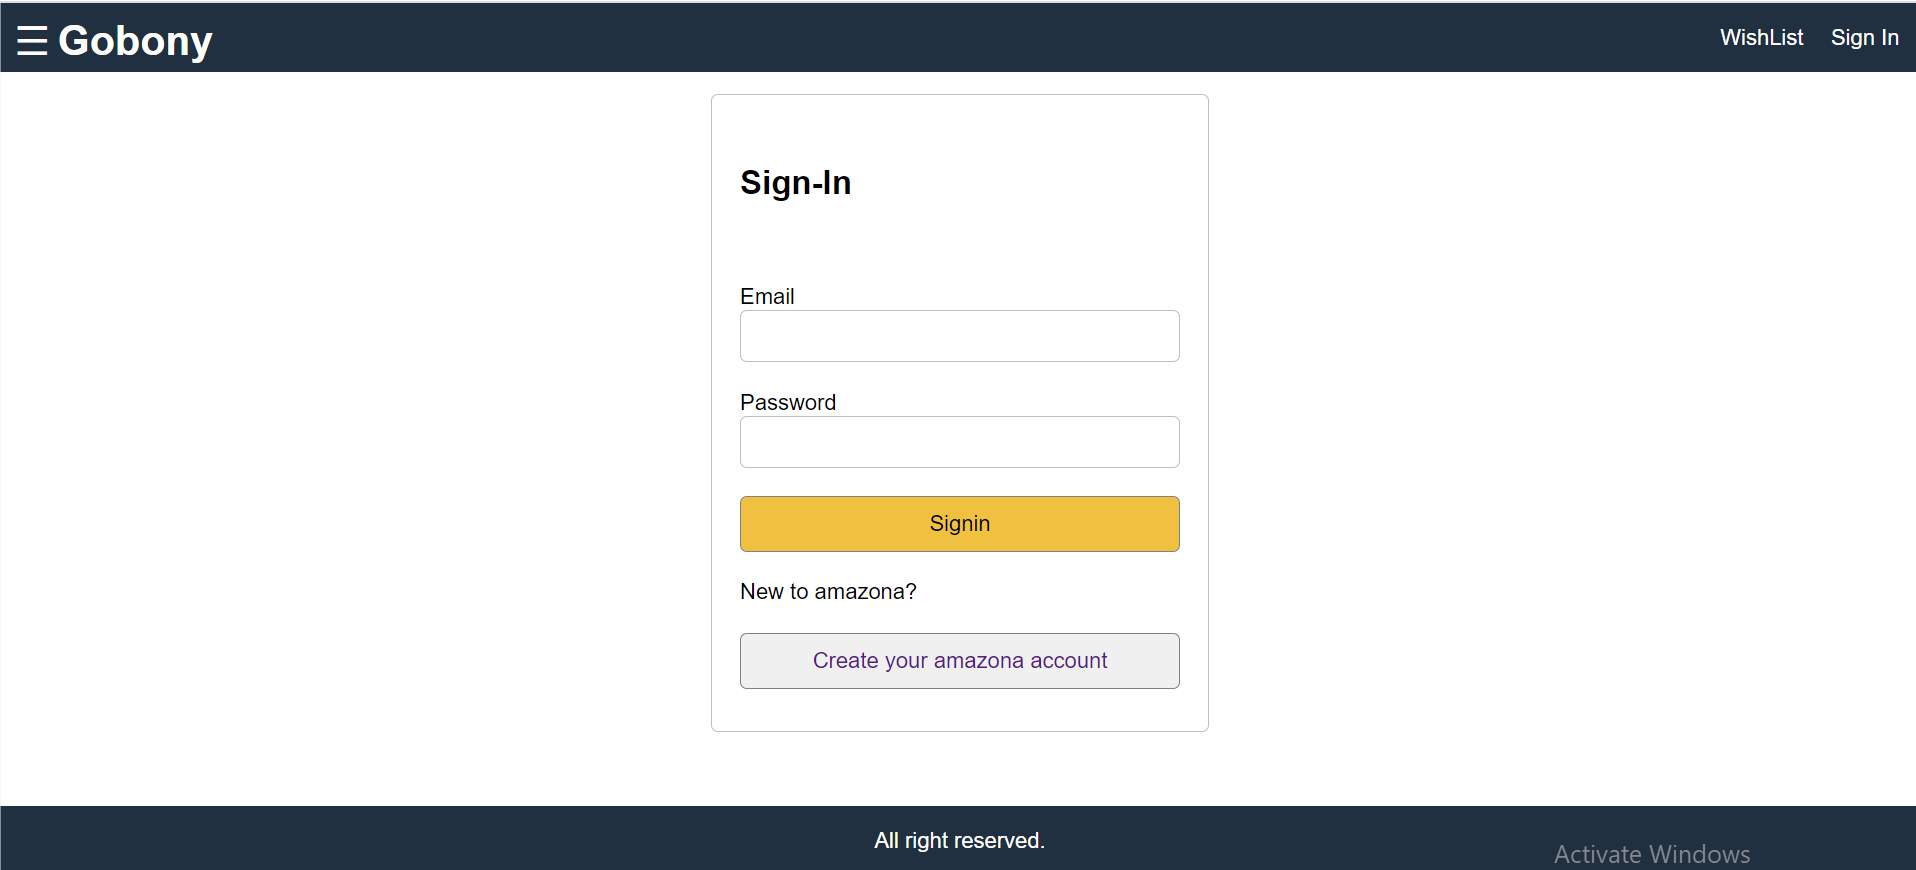 ☰ Gobony
WishList Sign In
Sign-In
Email
Password
Signin
New to amazona?
Create your amazona account
All right reserved.
Activate Windows